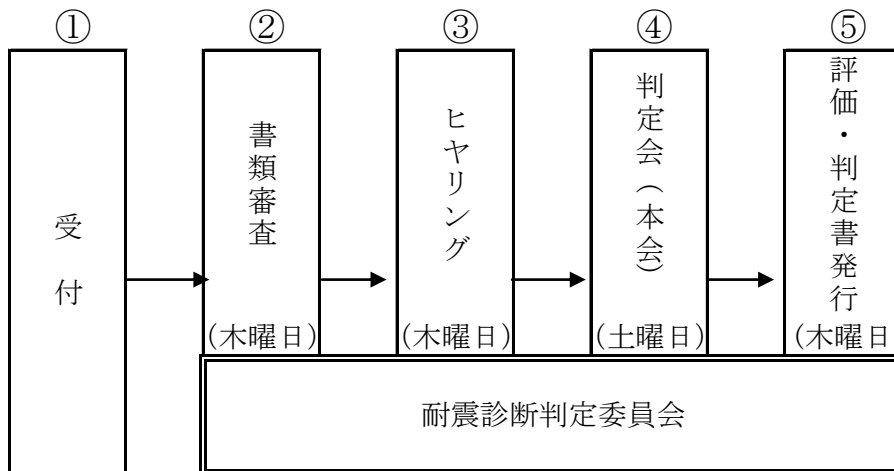 ①
受付
②
書類審査
(木曜日)
③
ヒヤリング
(木曜日)
④
判定会(本会)
(土曜日)
⑤
評価・判定書発行
(木曜日
耐震診断判定委員会